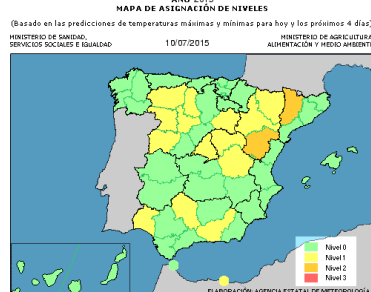 AÑO 2015
MAPA DE ASIGNACIÓN DE NIVELES
(Basado en las predicciones de temperaturas máximas y mínimas para hoy y los próximos 4 días)
MINISTERIO DE SANIDAD,
SERVICIOS SOCIALES E IGUALDAD
10/07/2015
MINISTERIO DE AGRICULTURA
ALIMENTACIÓN Y MEDIO AMBIENTE
Nivel 0
Nivel 1
Nivel 2
Nivel 3
ELABORACIÓN: AGENCIA ESTATAL DE METEOROLOGÍA